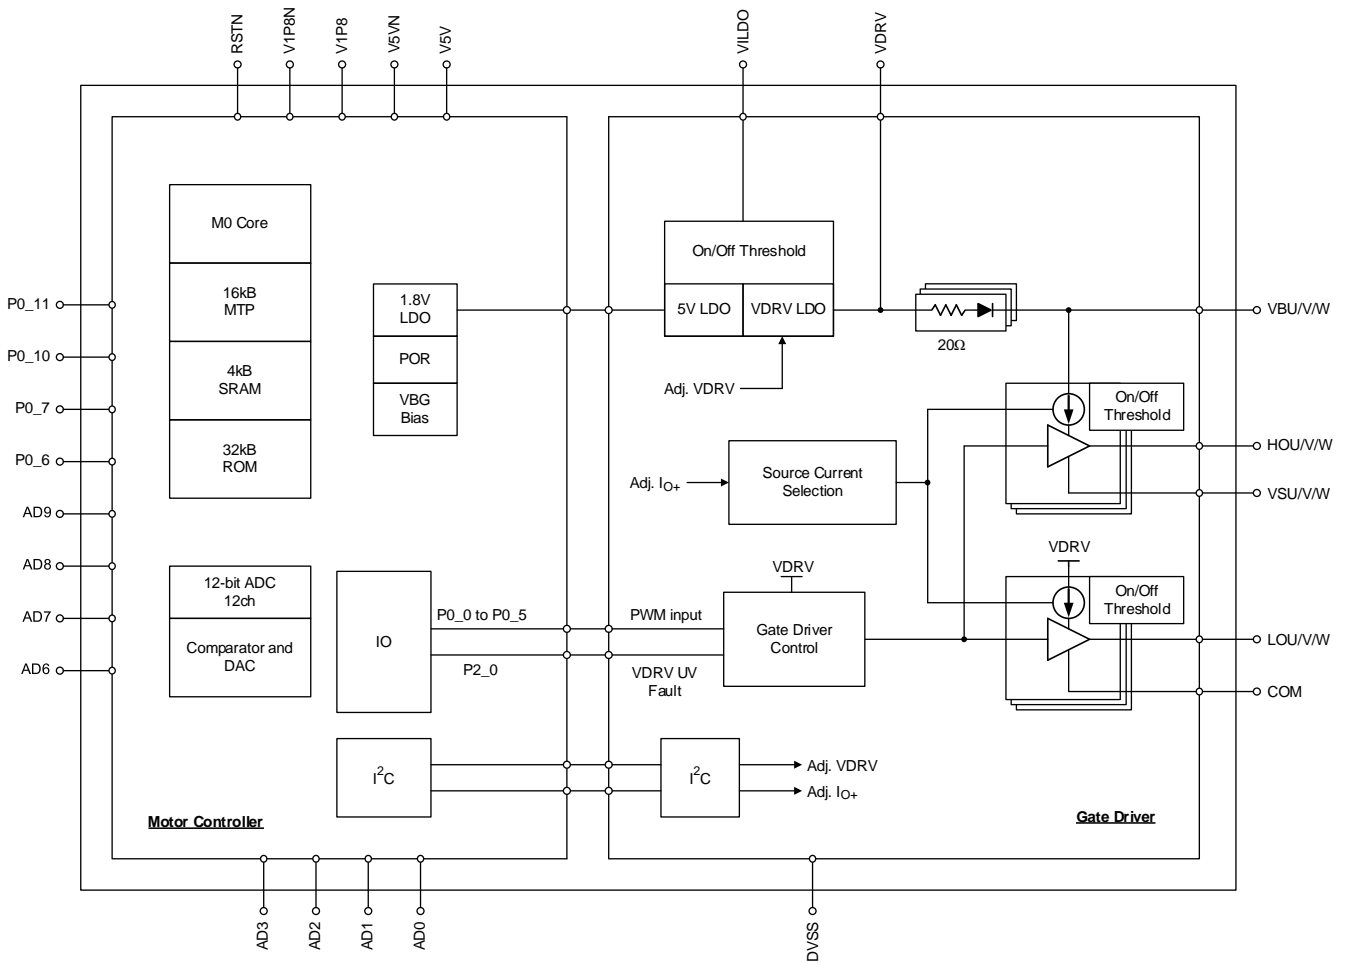 RSTN
V1P8N
V1P8
V5VN
V5V
VILDO
VDRV
M0 Core
16kB
MTP
4kB
SRAM
32kB
ROM
1.8V
LDO
POR
VBG
Bias
On/Off Threshold
5V LDO
VDRV LDO
Adj. VDRV
20Ω
VBU/V/W
P0_11
P0_10
P0_7
P0_6
AD9
AD8
AD7
AD6
On/Off
Threshold
HOU/V/W
VSU/V/W
Adj. IO+
Source Current
Selection
VDRV
On/Off
Threshold
LOU/V/W
COM
12-bit ADC
12ch
Comparator and
DAC
IO
P0_0 to P0_5
P2_0
PWM input
VDRV UV
Fault
VDRV
Gate Driver
Control
I2C
I2C
Adj. VDRV
Adj. IO+
Motor Controller
Gate Driver
AD3
AD2
AD1
AD0
DVSS